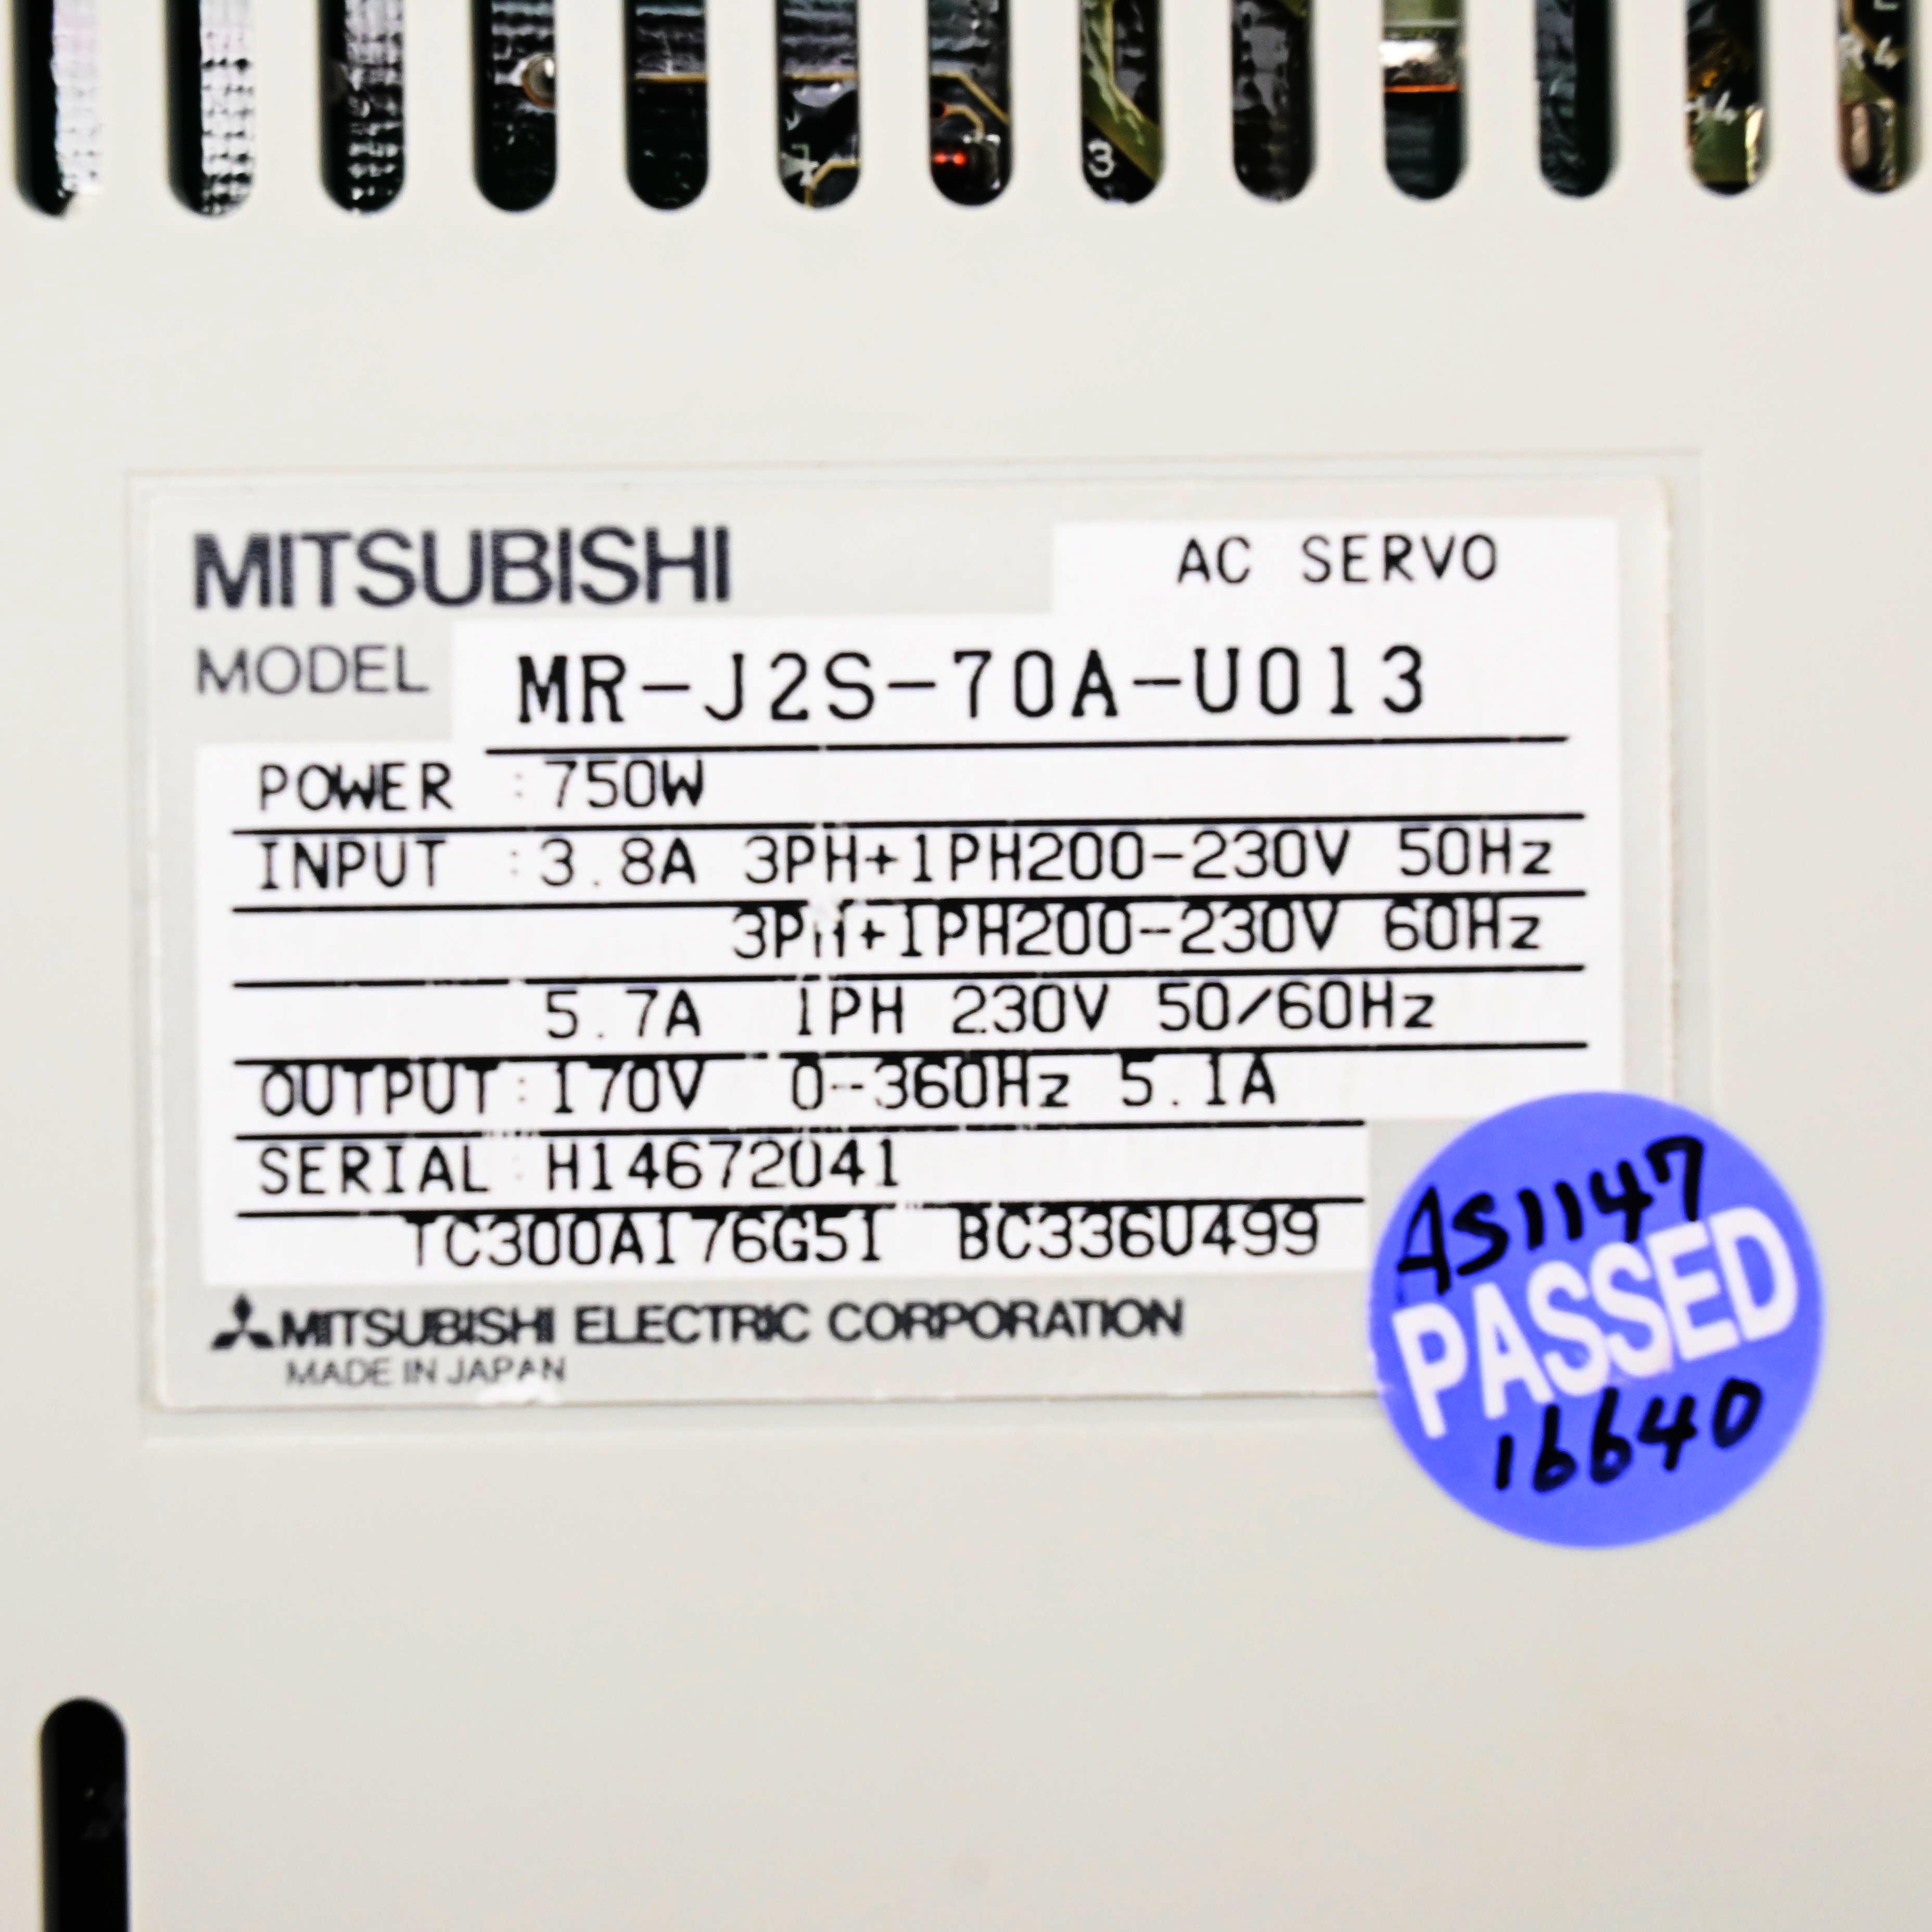 MITSUBISHI
AC SERVO
MODEL MR-J2S-70A-U013
POWER :750W
INPUT :3.8A 3PH+1PH200-230V 50Hz
3PH+1PH200-230V 60Hz
5.7A 1PH 230V 50/60Hz
OUTPUT:170V 0-360Hz 5.1A
SERIAL:H14672041
TC300A176G51 BC336U499
MITSUBISHI ELECTRIC CORPORATION
MADE IN JAPAN
AS1147
PASSED
16640
3
R4